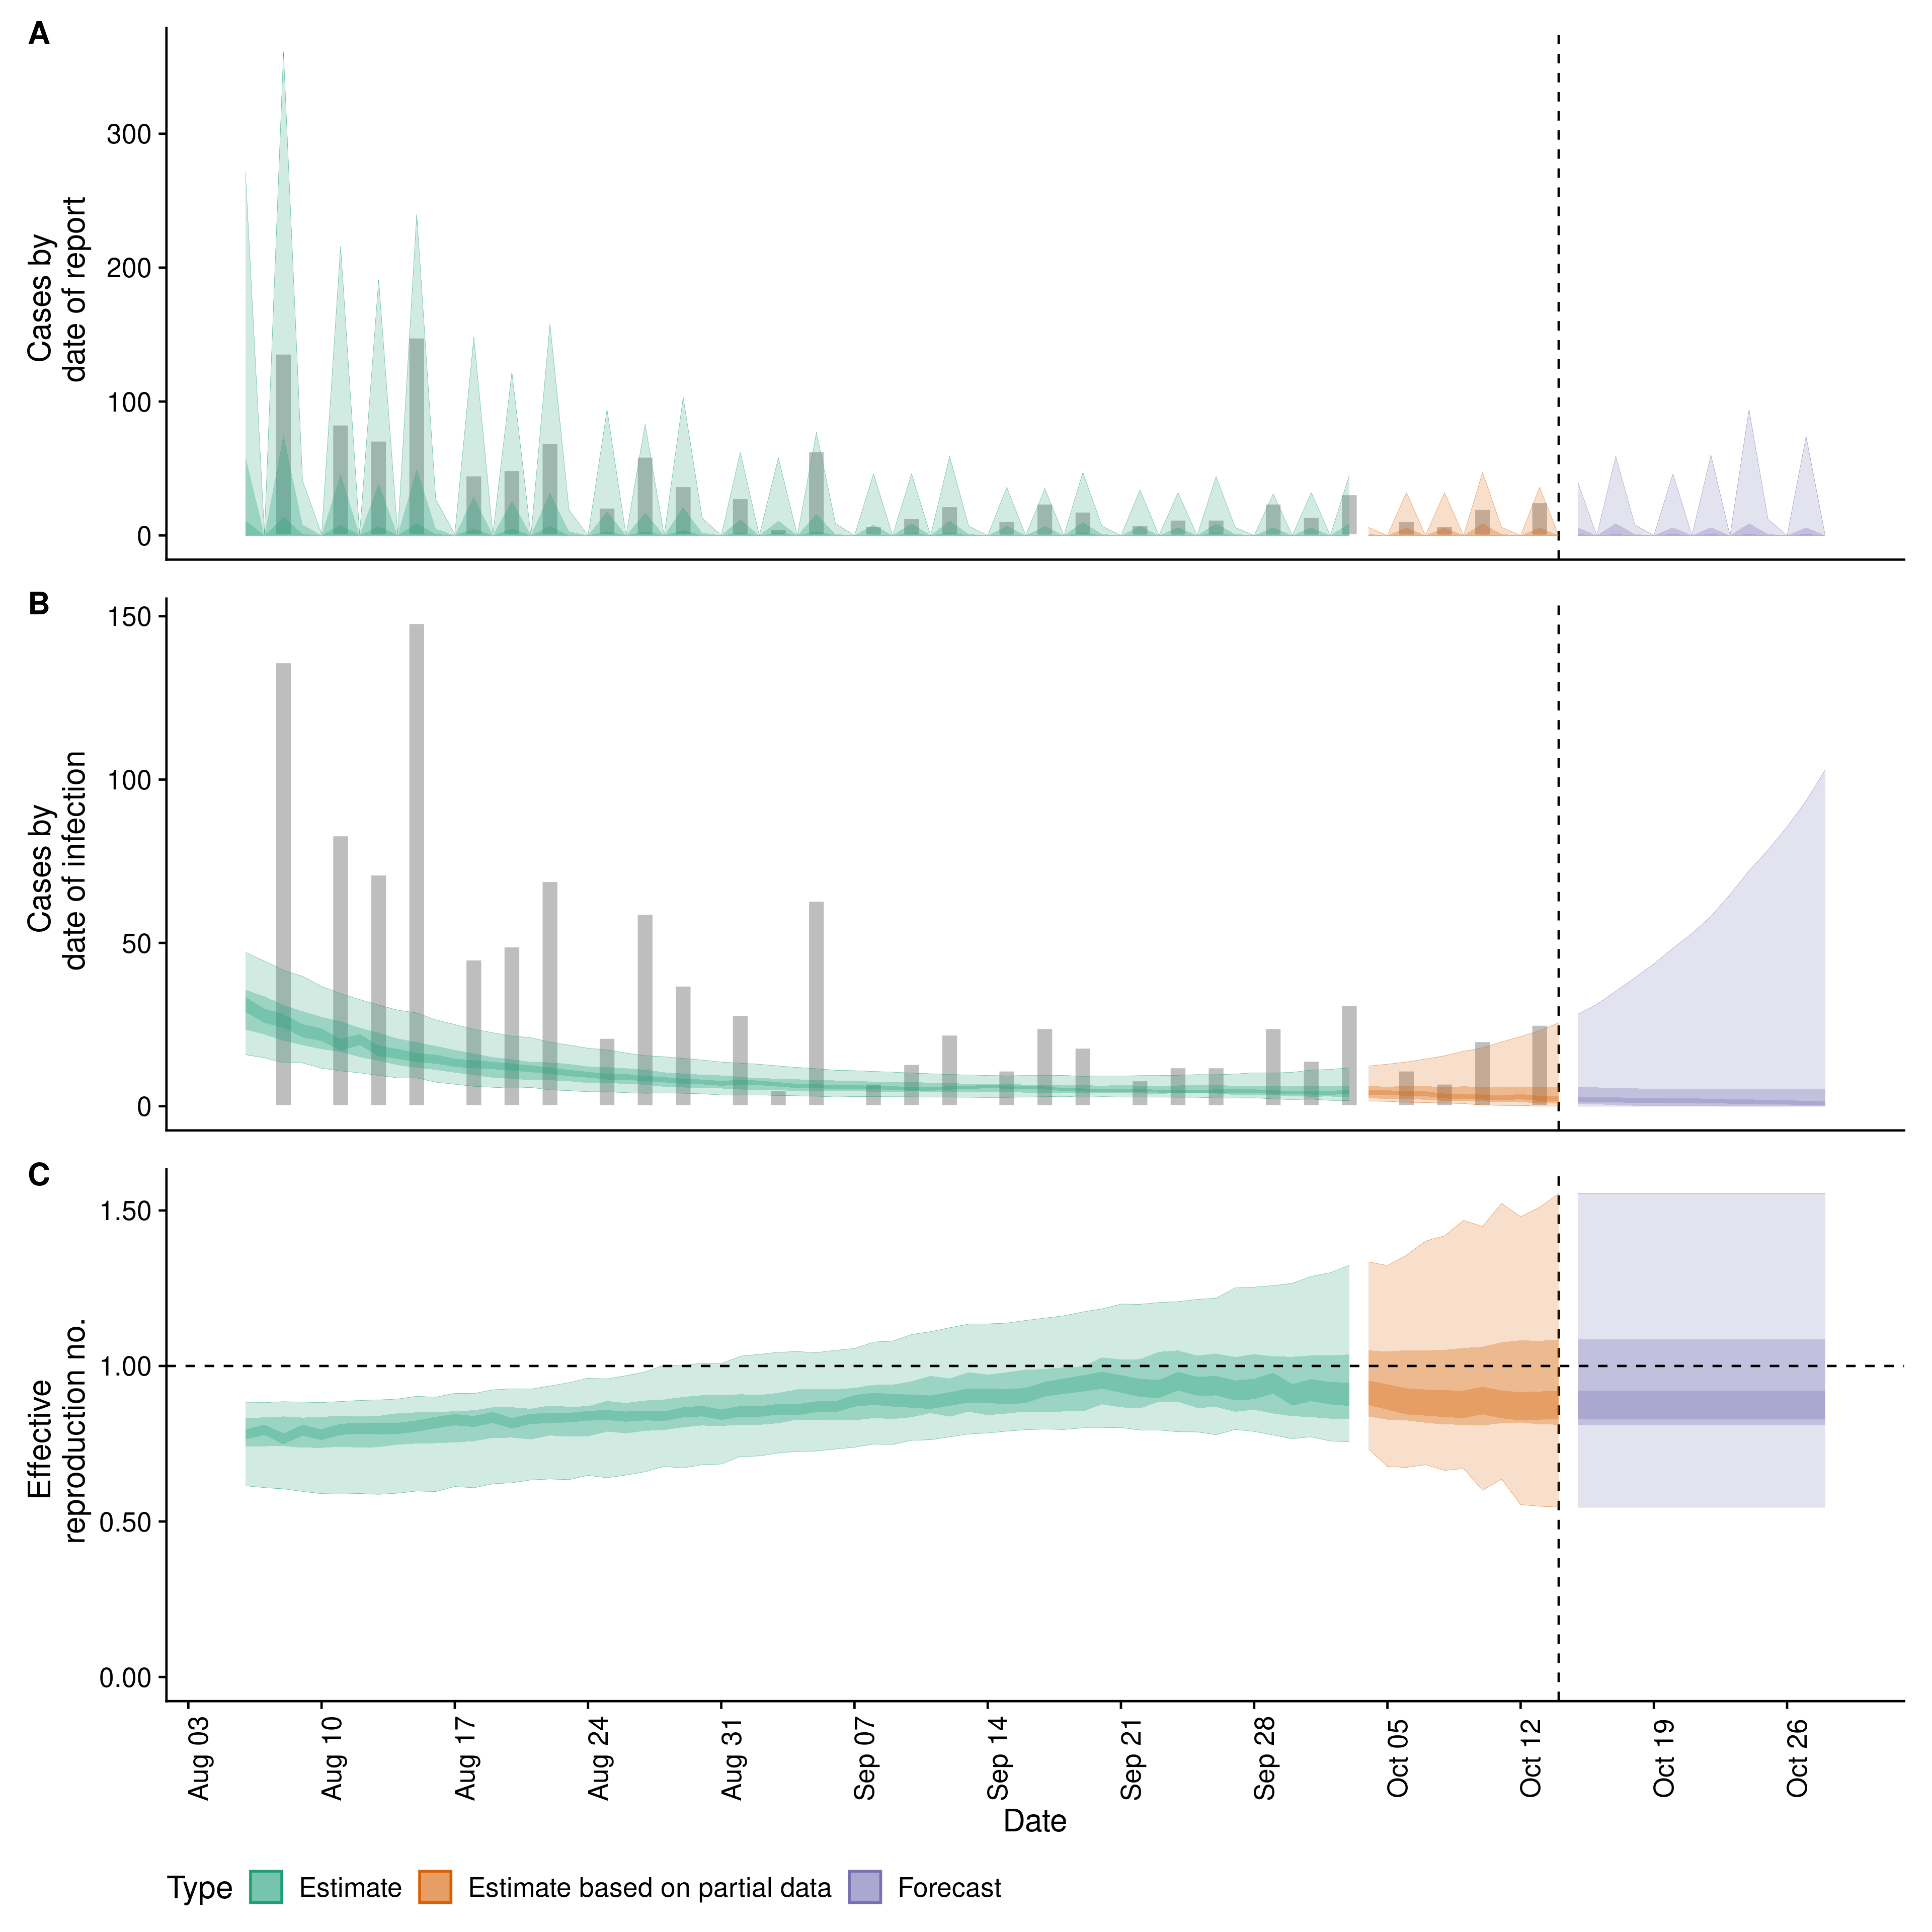 A
Cases by
date of report
300
200
100
0
B
Cases by
date of infection
150
100
50
0
C
Effective
reproduction no.
1.50
1.00
0.50
0.00
Aug 03
Aug 10
Aug 17
Aug 24
Aug 31
Sep 07
Sep 14
Sep 21
Sep 28
Oct 05
Oct 12
Oct 19
Oct 26
Date
Type Estimate Estimate based on partial data Forecast